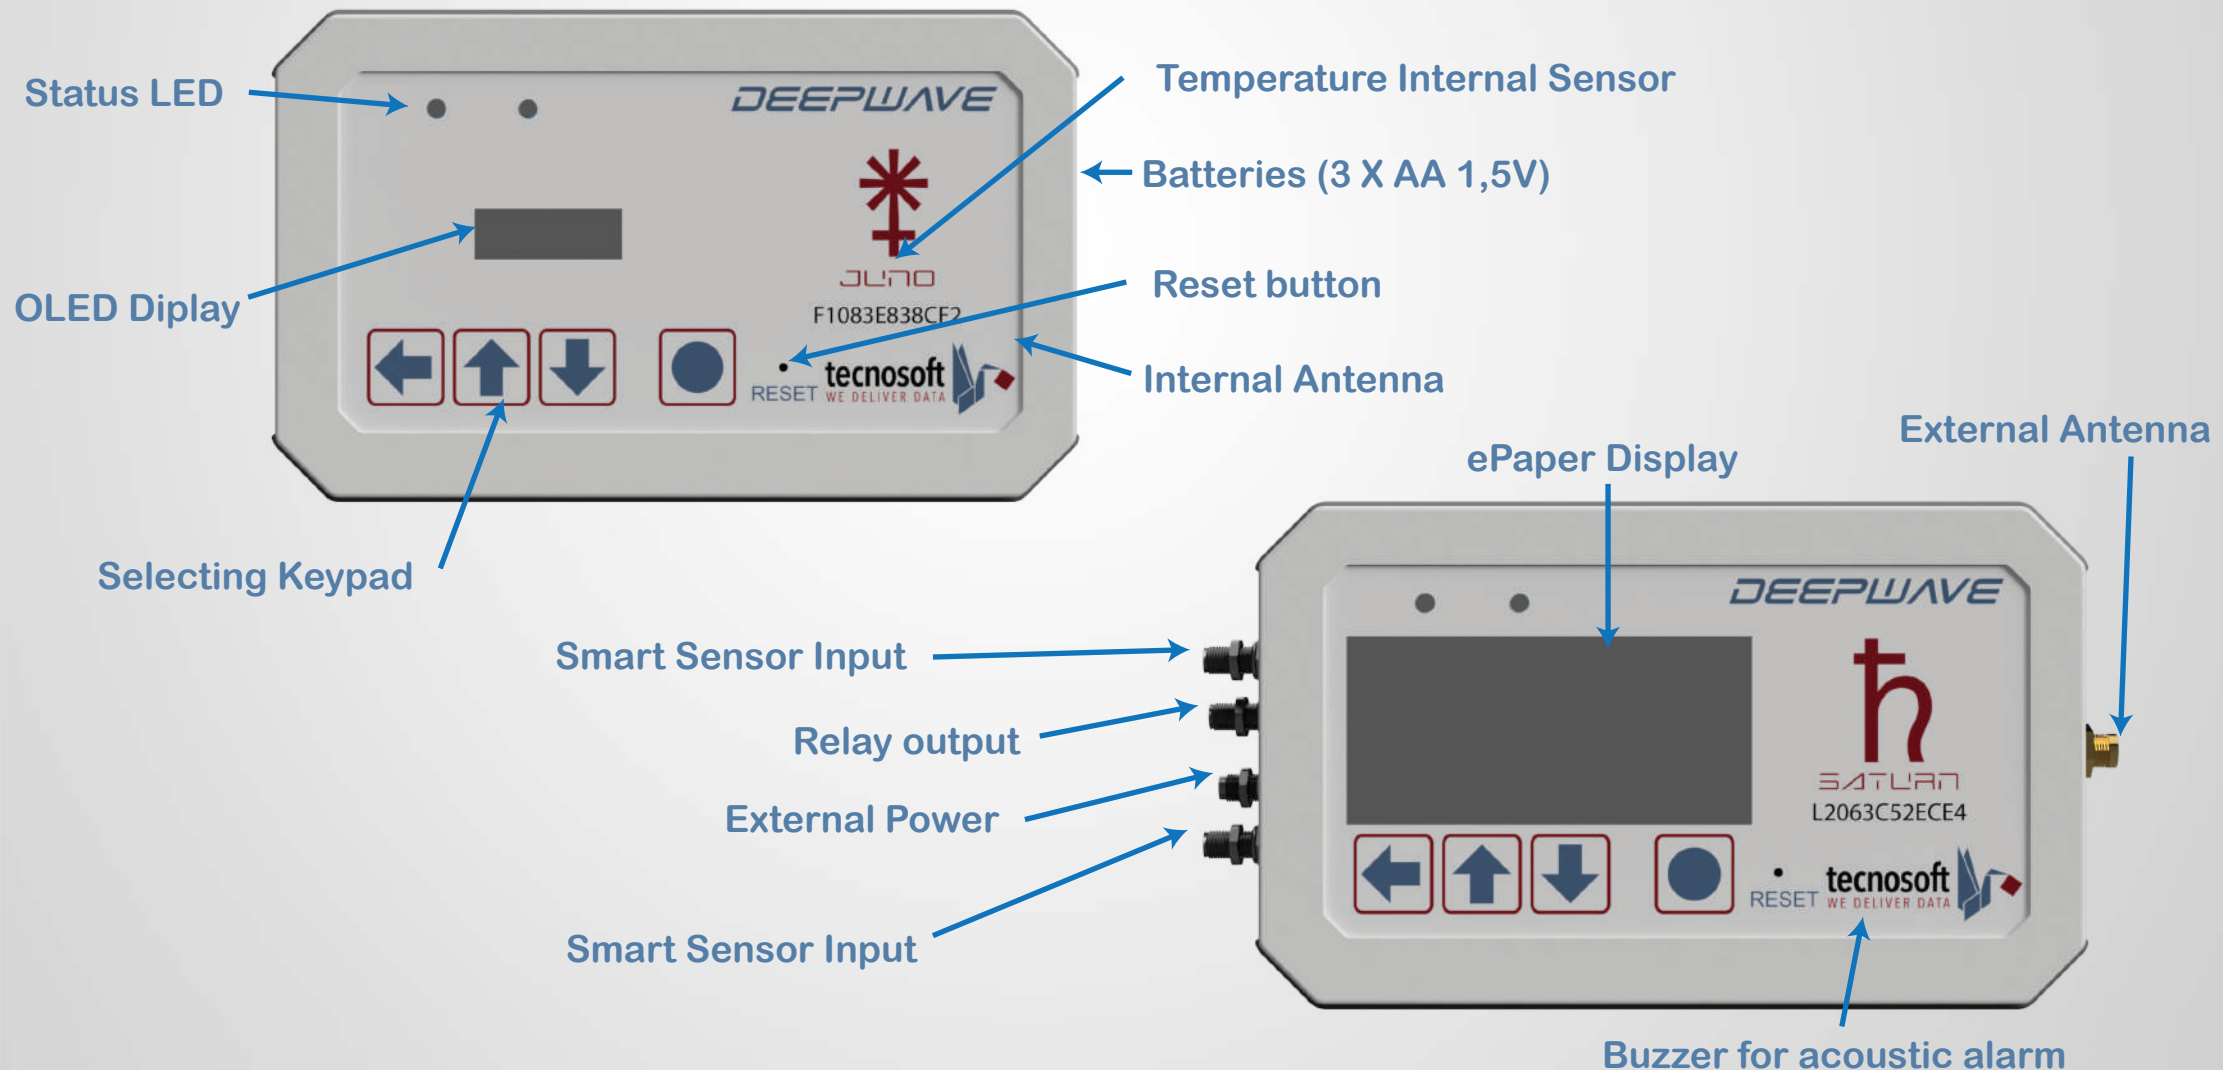 Status LED
DEEPWAVE
Temperature Internal Sensor
Batteries (3 X AA 1,5V)
OLED Diplay
JUNO
F1083E838CF2
Reset button
RESET
tecnosoft
WE DELIVER DATA
Internal Antenna
Selecting Keypad
External Antenna
ePaper Display
DEEPWAVE
Smart Sensor Input
Relay output
External Power
Smart Sensor Input
SATURN
L2063C52ECE4
RESET
tecnosoft
WE DELIVER DATA
Buzzer for acoustic alarm